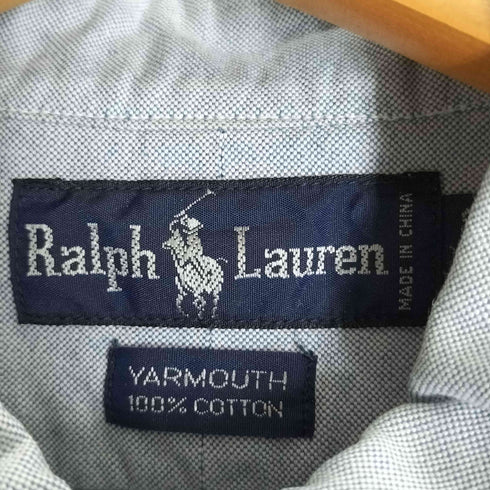 Ralph Lauren
MADE IN CHINA
YARMOUTH
100% COTTON